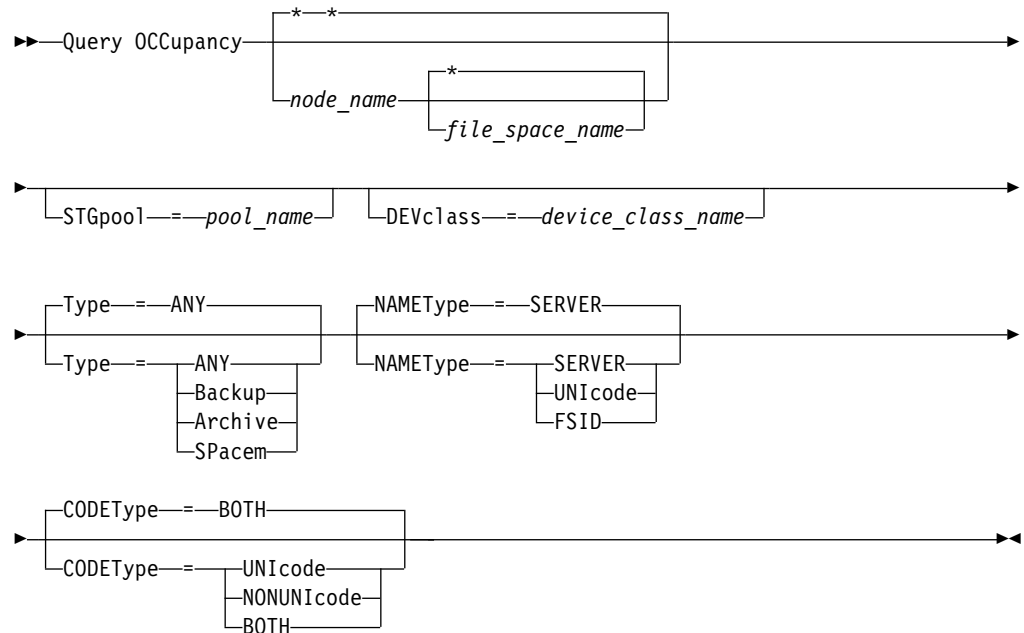 * *
Query OCCupancy
*
node_name
file_space_name
STGpool = pool_name DEVclass = device_class_name
Type = ANY NAMEType = SERVER
Type = ANY NAMEType = SERVER
Backup UNIcode
Archive FSID
SPacem
CODEType = BOTH
CODEType = UNIcode
NONUNIcode
BOTH